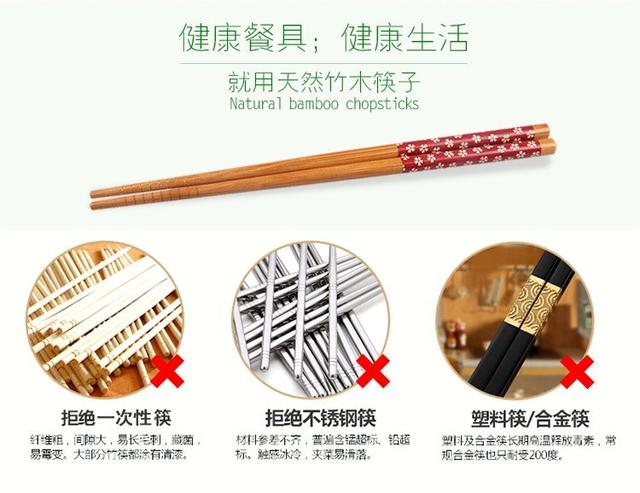 健康餐具；健康生活
就用天然竹木筷子
Natural bamboo chopsticks
拒绝一次性筷
纤维粗，间隙大，易长毛刺，藏菌，
易霉变。大部分竹筷都涂有清漆。
拒绝不锈钢筷
材料参差不齐，普遍含锰超标、铅超
标、触感冰冷，夹菜易滑落。
塑料筷/合金筷
塑料及合金筷长期高温释放毒素，常
规合金筷也只耐受200度。